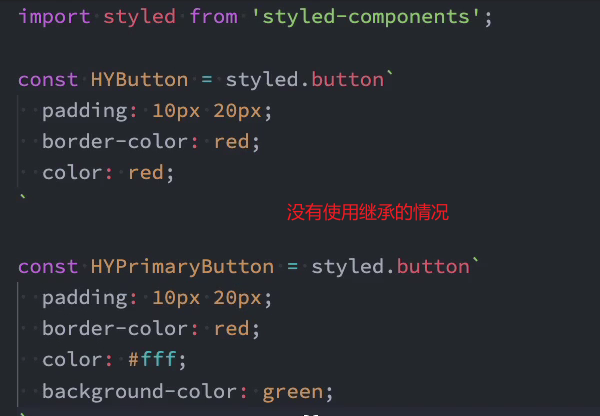 import styled from 'styled-components';
const HYButton = styled.button`
padding: 10px 20px;
border-color: red;
color: red;
`
没有使用继承的情况
const HYPrimaryButton = styled.button`
padding: 10px 20px;
border-color: red;
color: #fff;
background-color: green;
`